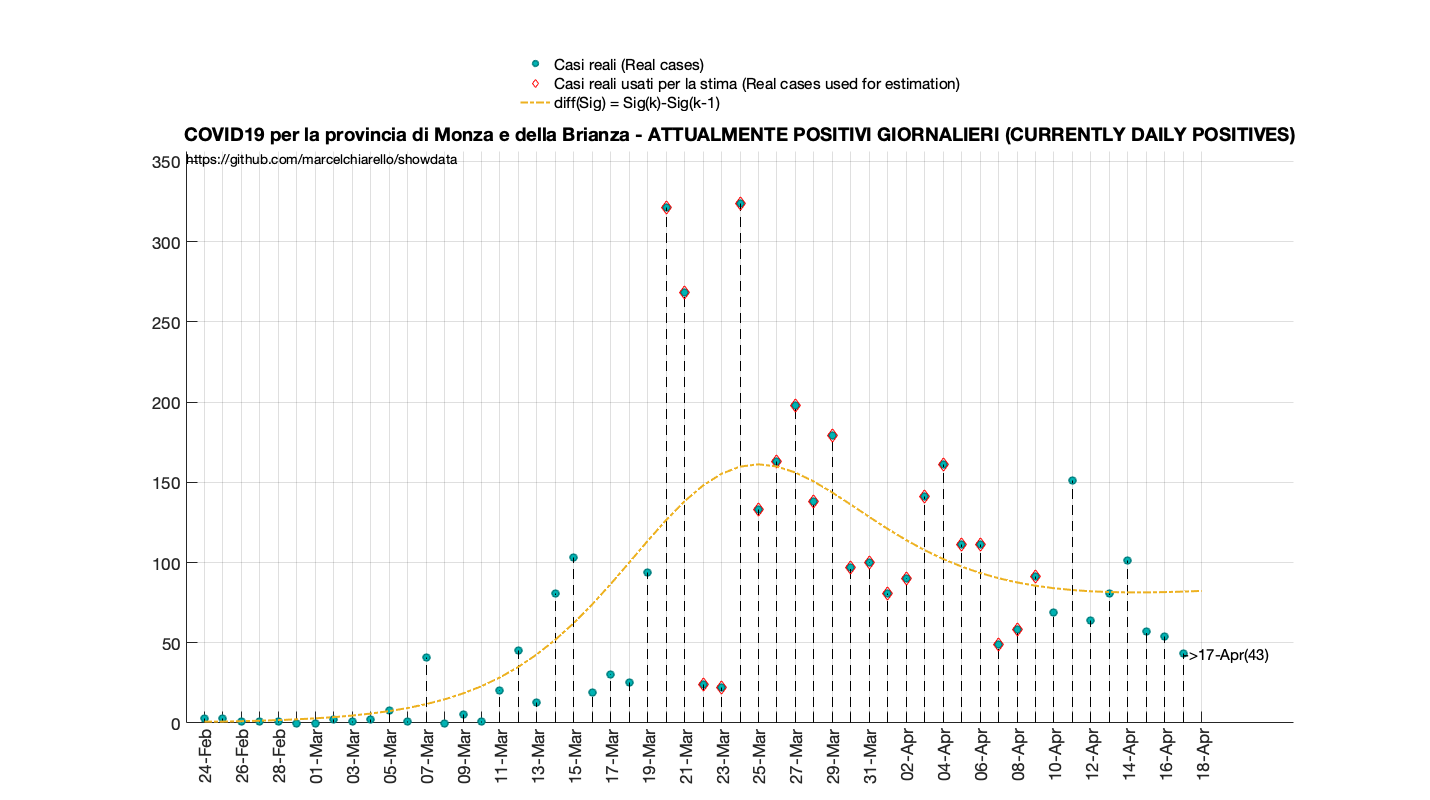 Casi reali (Real cases)
Casi reali usati per la stima (Real cases used for estimation)
diff(Sig) = Sig(k)-Sig(k-1)
COVID19 per la provincia di Monza e della Brianza - ATTUALMENTE POSITIVI GIORNALIERI (CURRENTLY DAILY POSITIVES)
https://github.com/marcelchiarello/showdata
350
300
250
200
150
100
50
0
->17-Apr(43)
24-Feb
26-Feb
28-Feb
01-Mar
03-Mar
05-Mar
07-Mar
09-Mar
11-Mar
13-Mar
15-Mar
17-Mar
19-Mar
21-Mar
23-Mar
25-Mar
27-Mar
29-Mar
31-Mar
02-Apr
04-Apr
06-Apr
08-Apr
10-Apr
12-Apr
14-Apr
16-Apr
18-Apr